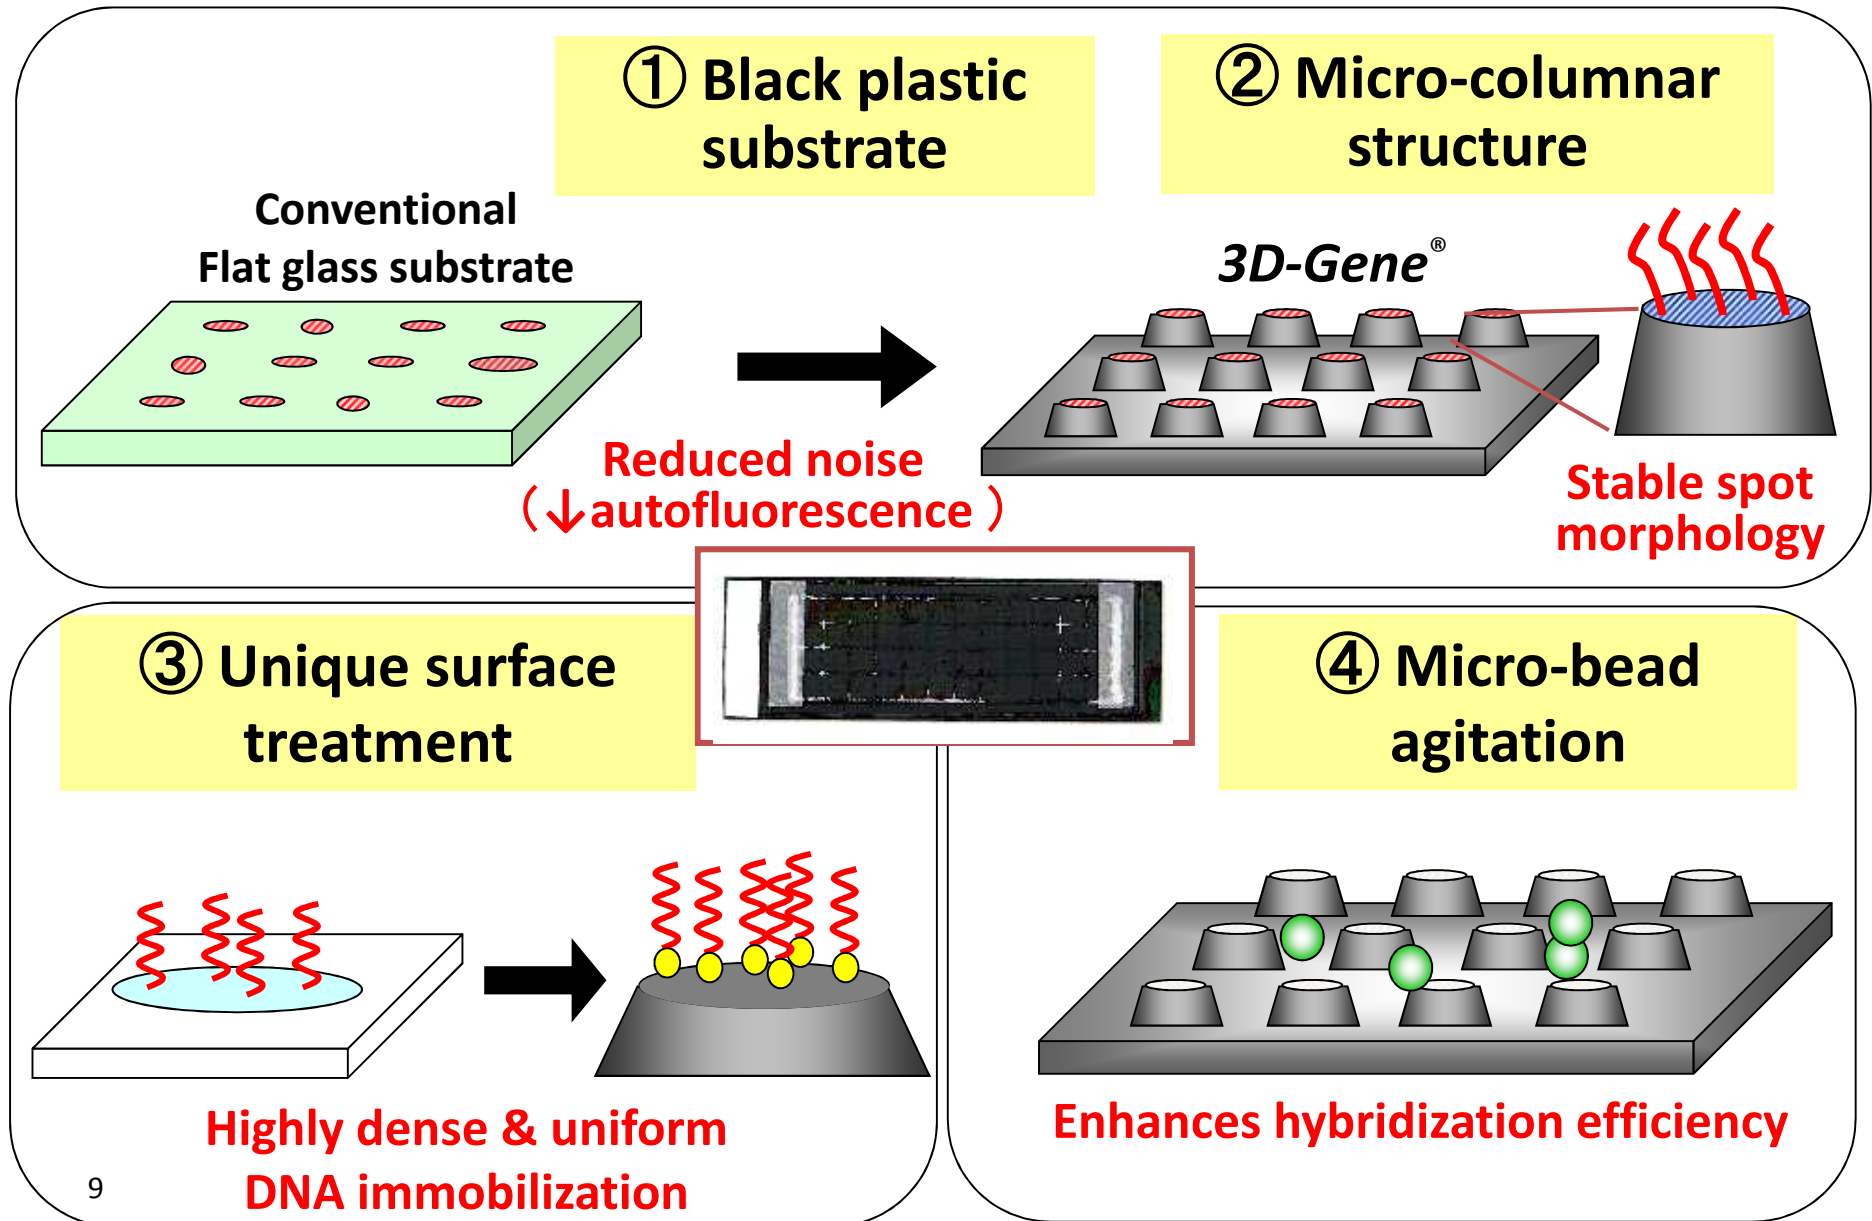 ① Black plastic
substrate
② Micro-columnar
structure
Conventional
Flat glass substrate
3D-Gene®
Reduced noise
（↓autofluorescence ）
Stable spot
morphology
③ Unique surface
treatment
④ Micro-bead
agitation
Highly dense & uniform
DNA immobilization
Enhances hybridization efficiency
9